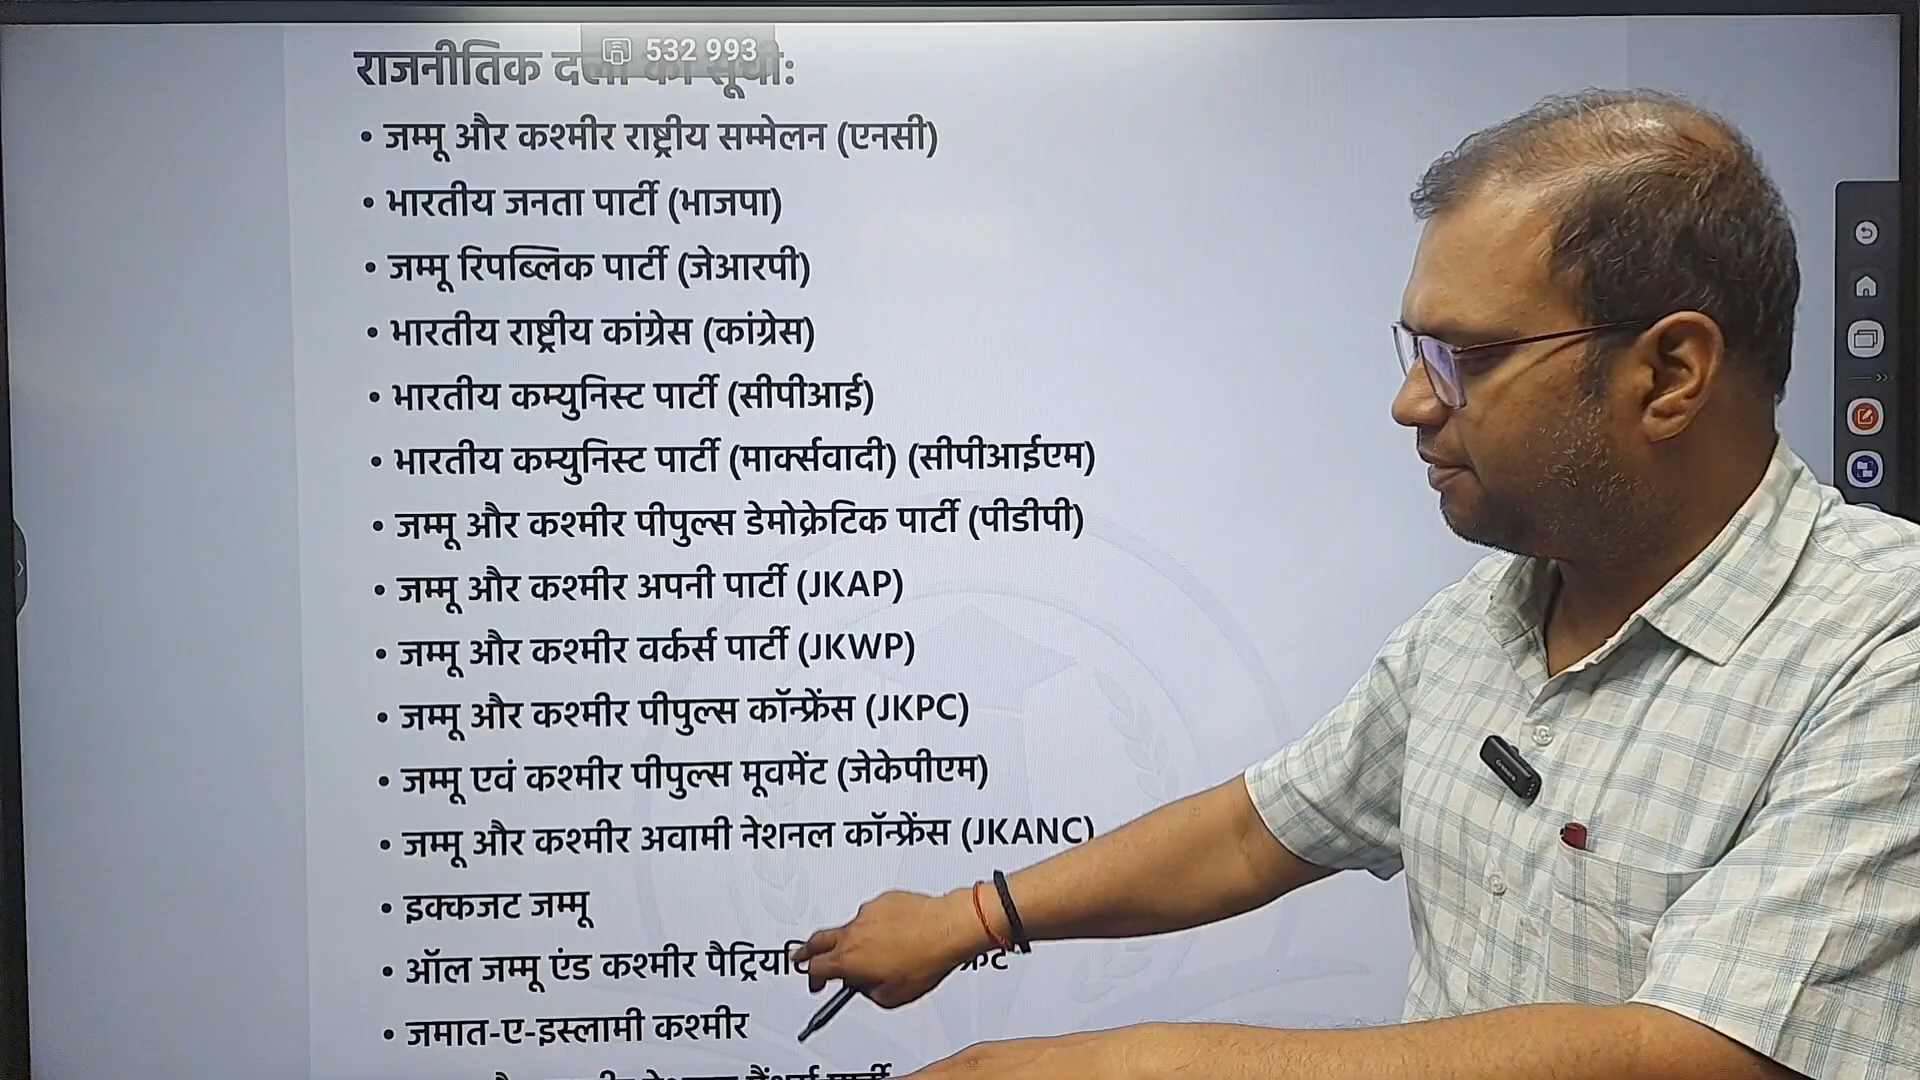 532 993
राजनीतिक दलों की सूची:
• जम्मू और कश्मीर राष्ट्रीय सम्मेलन (एनसी)
• भारतीय जनता पार्टी (भाजपा)
• जम्मू रिपब्लिक पार्टी (जेआरपी)
• भारतीय राष्ट्रीय कांग्रेस (कांग्रेस)
• भारतीय कम्युनिस्ट पार्टी (सीपीआई)
• भारतीय कम्युनिस्ट पार्टी (मार्क्सवादी) (सीपीआईएम)
• जम्मू और कश्मीर पीपुल्स डेमोक्रेटिक पार्टी (पीडीपी)
• जम्मू और कश्मीर अपनी पार्टी (JKAP)
• जम्मू और कश्मीर वर्कर्स पार्टी (JKWP)
• जम्मू और कश्मीर पीपुल्स कॉन्फ्रेंस (JKPC)
• जम्मू एवं कश्मीर पीपुल्स मूवमेंट (जेकेपीएम)
• जम्मू और कश्मीर अवामी नेशनल कॉन्फ्रेंस (JKANC)
• इक्कजट जम्मू
• ऑल जम्मू एंड कश्मीर
• जमात-ए-इस्लामी कश्मीर